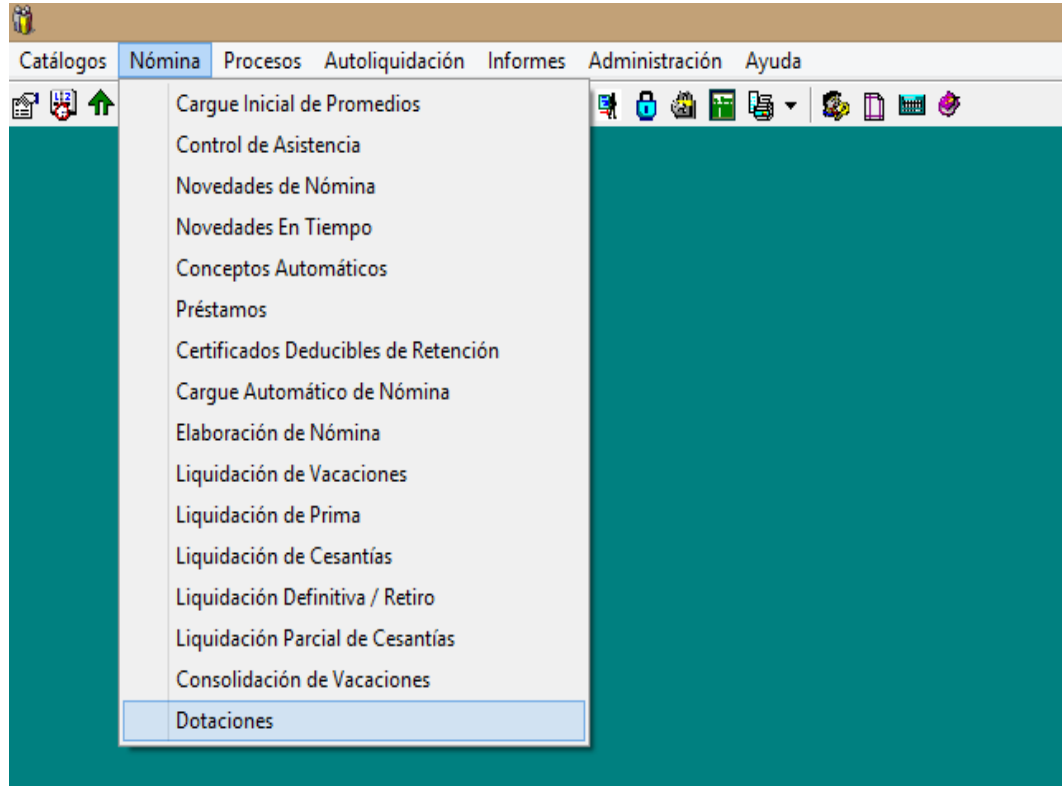 Catálogos Nómina Procesos Autoliquidación Informes Administración Ayuda
Cargue Inicial de Promedios
Control de Asistencia
Novedades de Nómina
Novedades En Tiempo
Conceptos Automáticos
Préstamos
Certificados Deducibles de Retención
Cargue Automático de Nómina
Elaboración de Nómina
Liquidación de Vacaciones
Liquidación de Prima
Liquidación de Cesantías
Liquidación Definitiva / Retiro
Liquidación Parcial de Cesantías
Consolidación de Vacaciones
Dotaciones